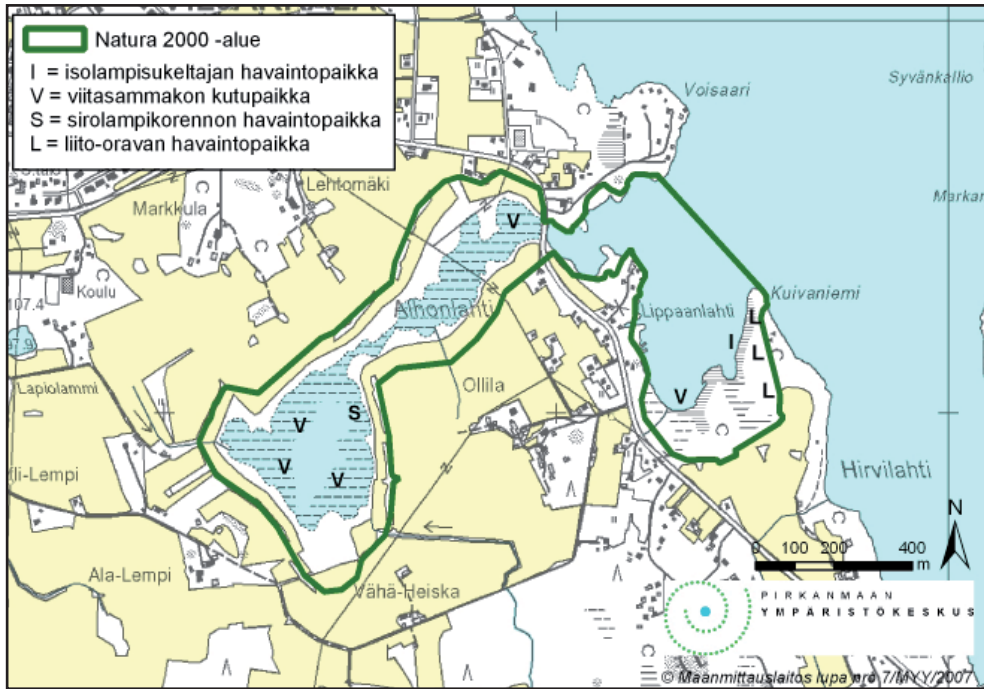 Natura 2000 -alue
I = isolampisukeltajan havaintopaikka
V = viitasammakon kutupaikka
S = sirolampikorennon havaintopaikka
L = liito-oravan havaintopaikka
Voisaari
Syvänkallio
Lehtomäki
Markkula
V
Koulu
107.4
Alhonlahti
Lippaanlahti
Kuivaniemi
L
I
L
L
V
Lapiolammi
Ollila
S
V
V
V
Hirvilahti
Ala-Lempi
Vähä-Heiska
N
0 100 200 400
m
PIRKANMAAN
YMPÄRISTÖKESKUS
© Maanmittauslaitos lupa nro 7/MYY/2007